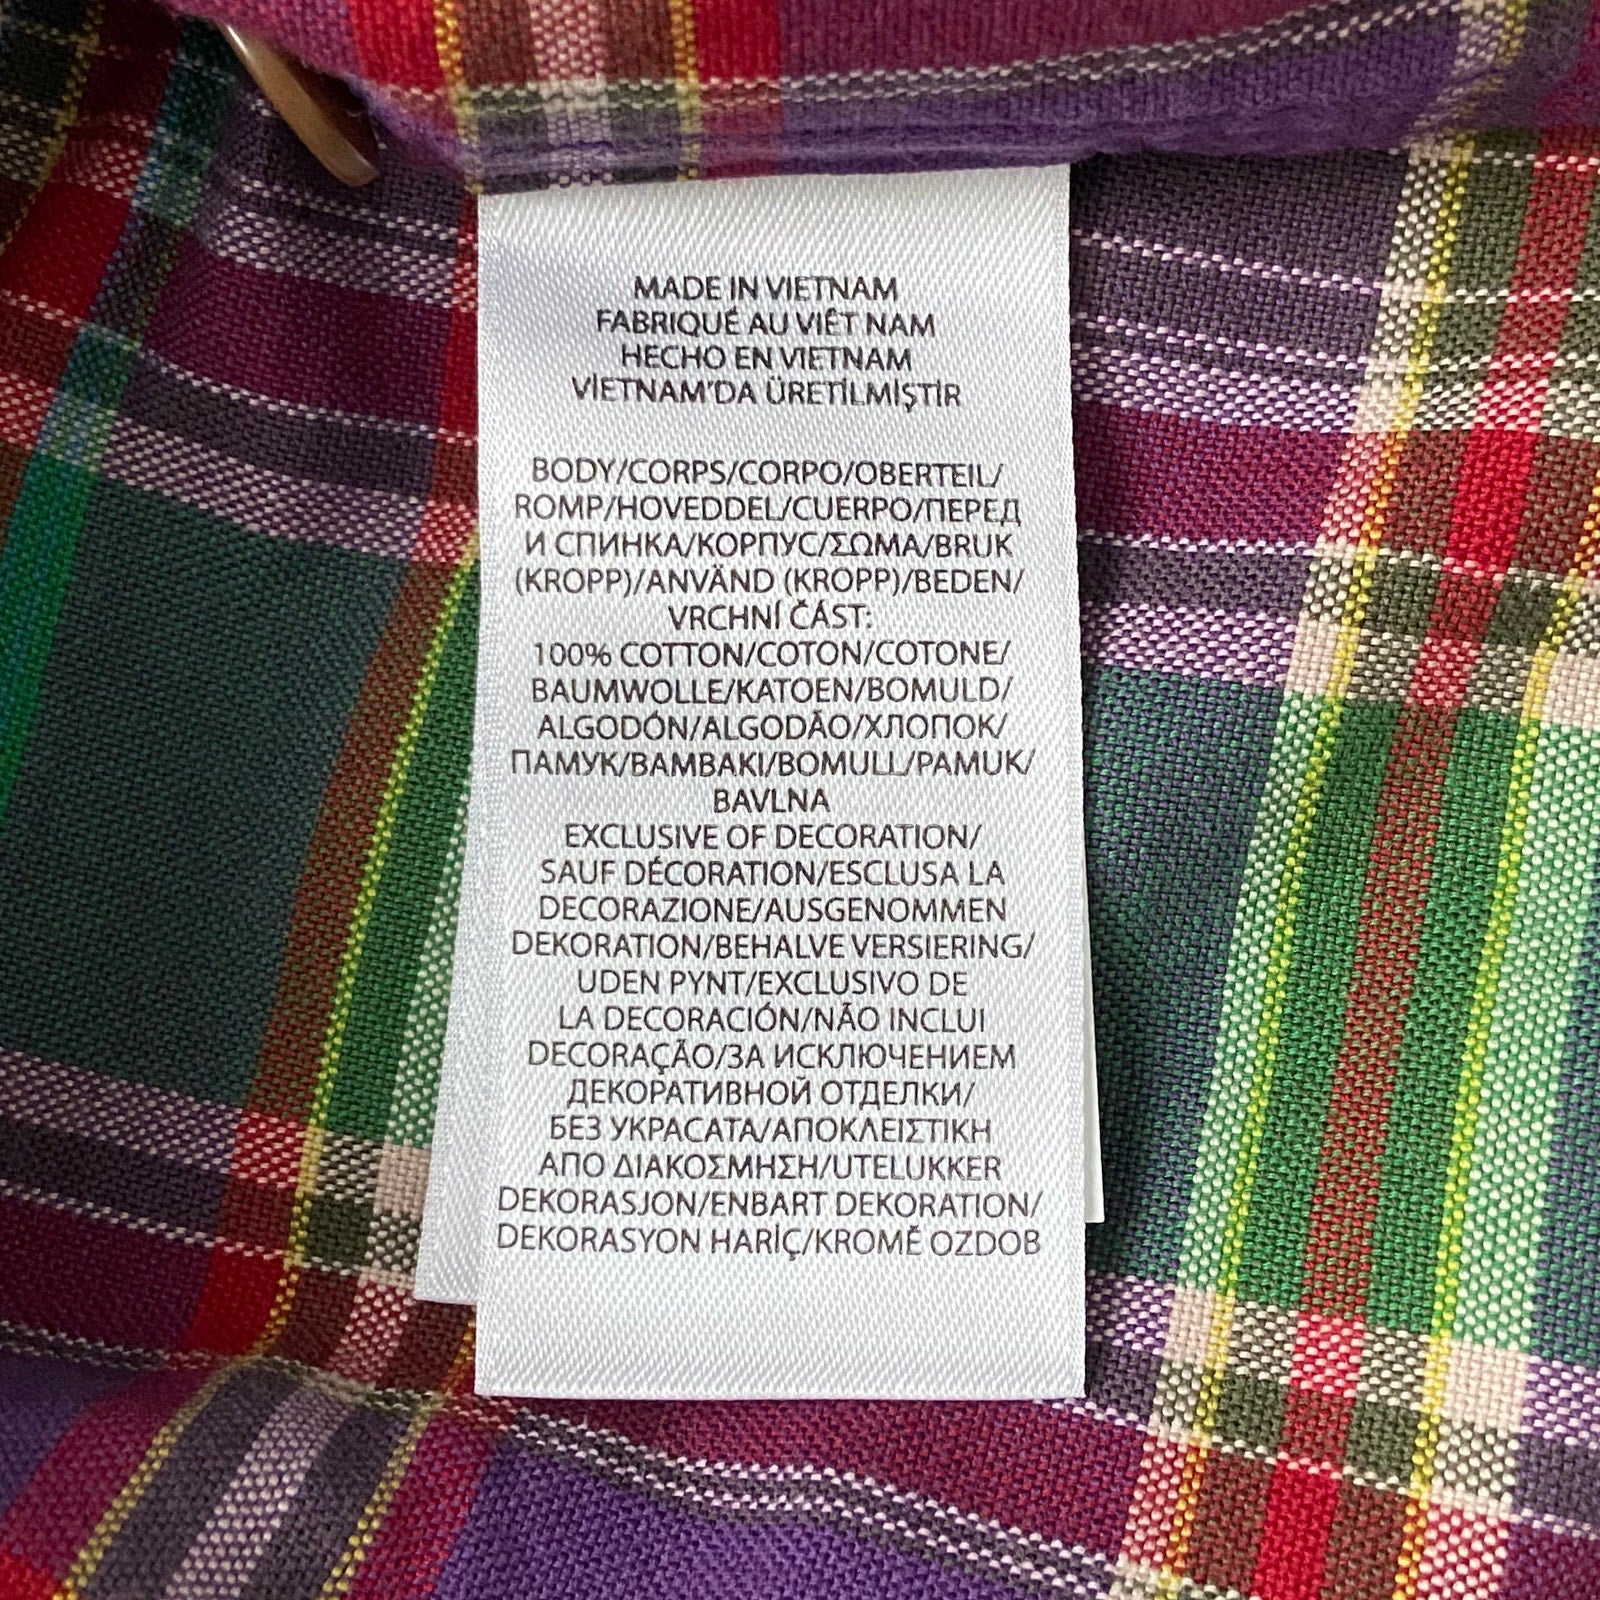 MADE IN VIETNAM
FABRIQUÉ AU VIÊT NAM
HECHO EN VIETNAM
VİETNAM'DA ÜRETİLMİŞTİR
BODY/CORPS/CORPO/OBERTEIL/
ROMP/HOVEDDEL/CUERPO/ПЕРЕД
И СПИНКА/КОРПУС/ΣΩΜΑ/BRUK
(KROPP)/ANVÄND (KROPP)/BEDEN/
VRCHNÍ ČÁST:
100% COTTON/COTON/COTONE/
BAUMWOLLE/KATOEN/BOMULD/
ALGODÓN/ALGODÃO/ХЛОПОК/
ПАМУК/ΒΑΜΒΑΚΙ/BOMULL/PAMUK/
BAVLNA
EXCLUSIVE OF DECORATION/
SAUF DÉCORATION/ESCLUSA LA
DECORAZIONE/AUSGENOMMEN
DEKORATION/BEHALVE VERSIERING/
UDEN PYNT/EXCLUSIVO DE
LA DECORACIÓN/NÃO INCLUI
DECORAÇÃO/ЗА ИСКЛЮЧЕНИЕМ
ДЕКОРАТИВНОЙ ОТДЕЛКИ/
БЕЗ УКРАСАТА/ΑΠΟΚΛΕΙΣΤΙΚΗ
ΑΠΟ ΔΙΑΚΟΣΜΗΣΗ/UTELUKKER
DEKORASJON/ENBART DEKORATION/
DEKORASYON HARİÇ/KROMĚ OZDOB